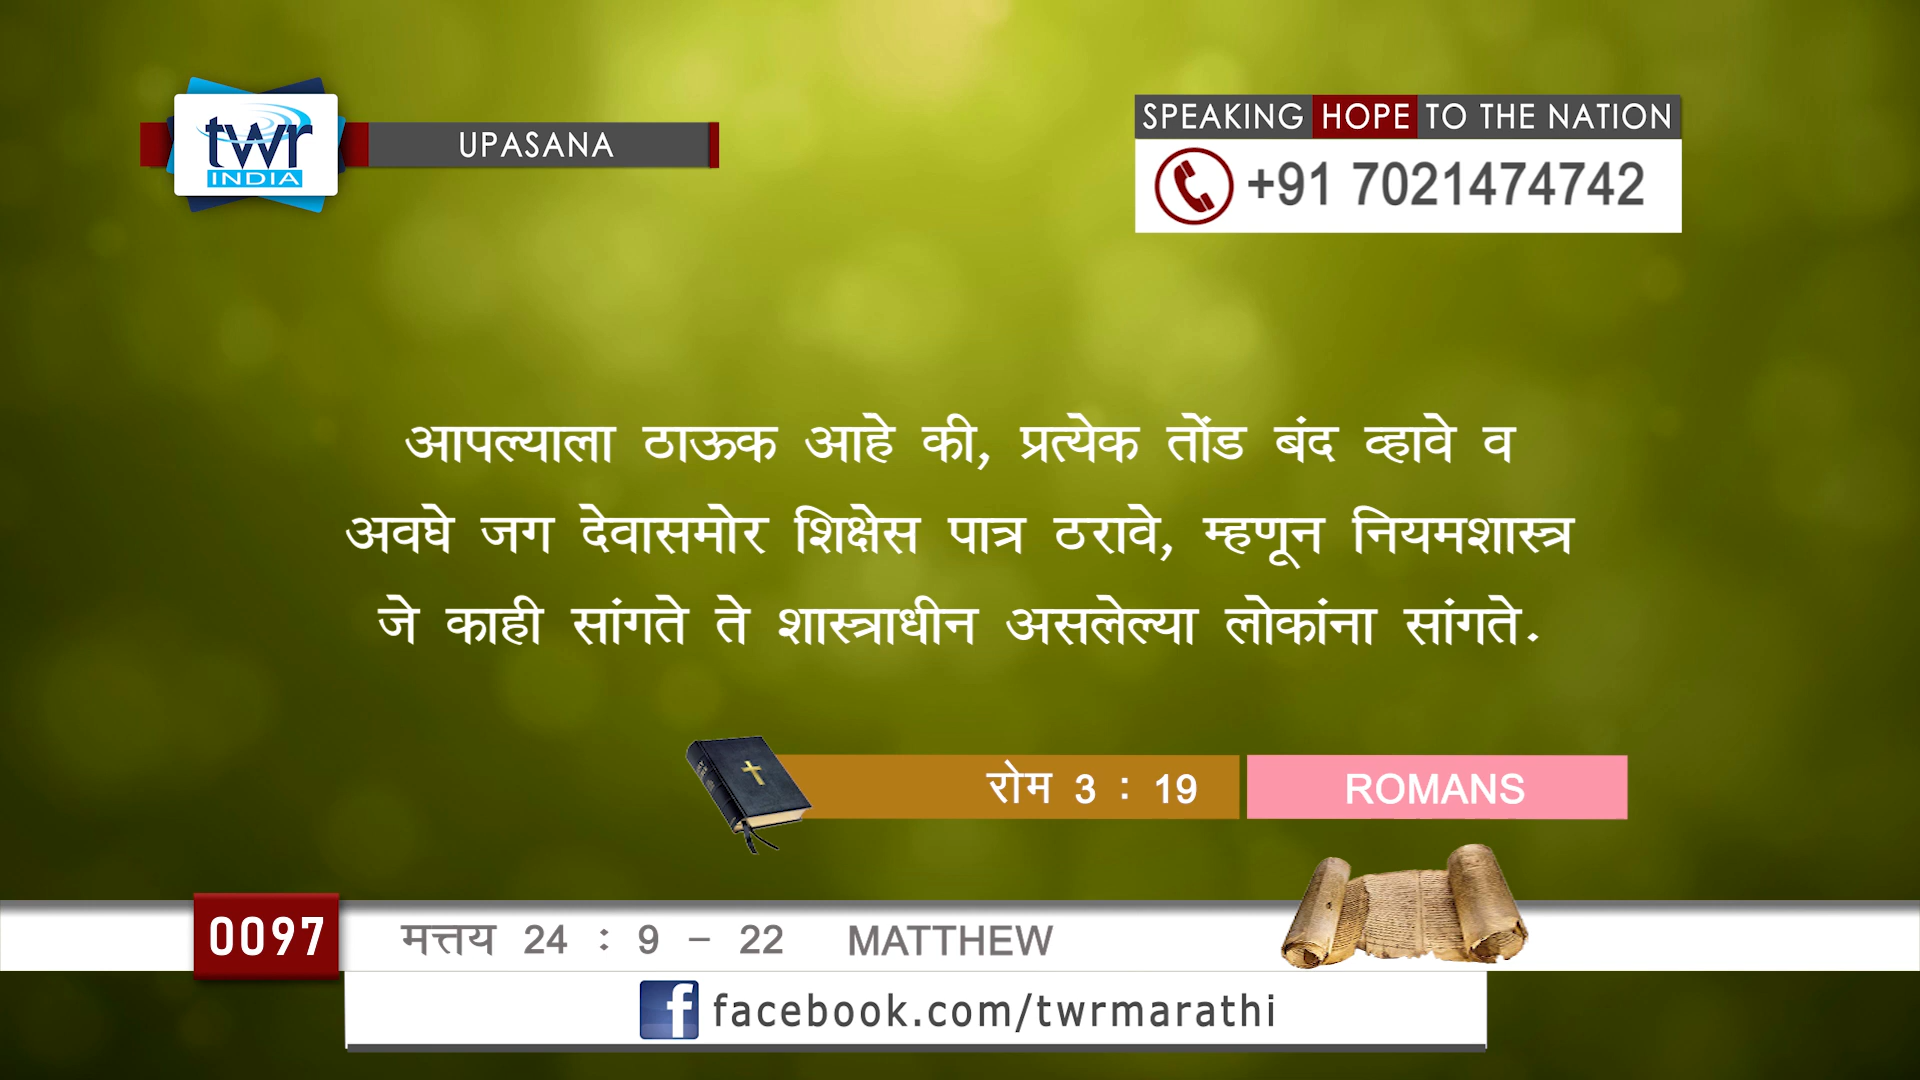 twr
INDIA
UPASANA
SPEAKING HOPE TO THE NATION
+91 7021474742
आपल्याला ठाऊक आहे की, प्रत्येक तोंड बंद व्हावे व
अवघे जग देवासमोर शिक्षेस पात्र ठरावे, म्हणून नियमशास्त्र
जे काही सांगते ते शास्त्राधीन असलेल्या लोकांना सांगते.
रोम 3 : 19
ROMANS
0097
मत्तय 24 : 9 - 22 MATTHEW
facebook.com/twrmarathi